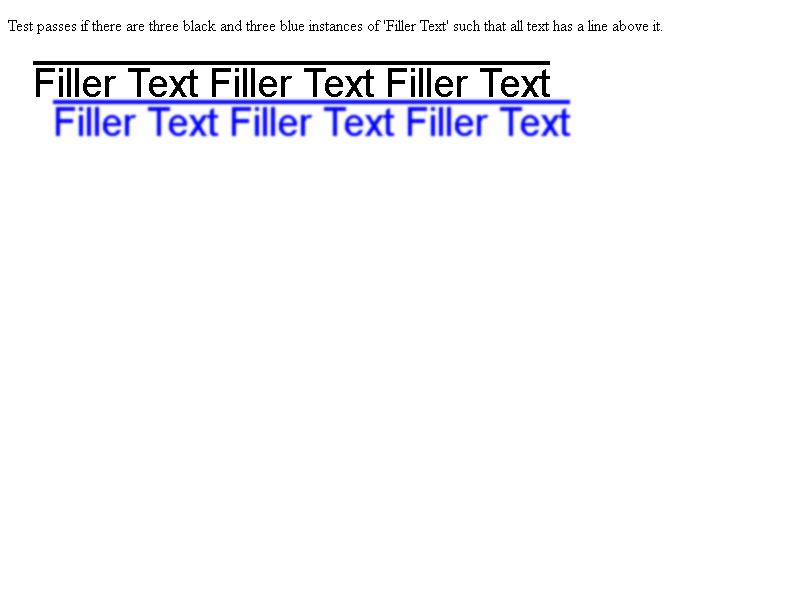 Test passes if there are three black and three blue instances of 'Filler Text' such that all text has a line above it.
Filler Text Filler Text Filler Text
Filler Text Filler Text Filler Text